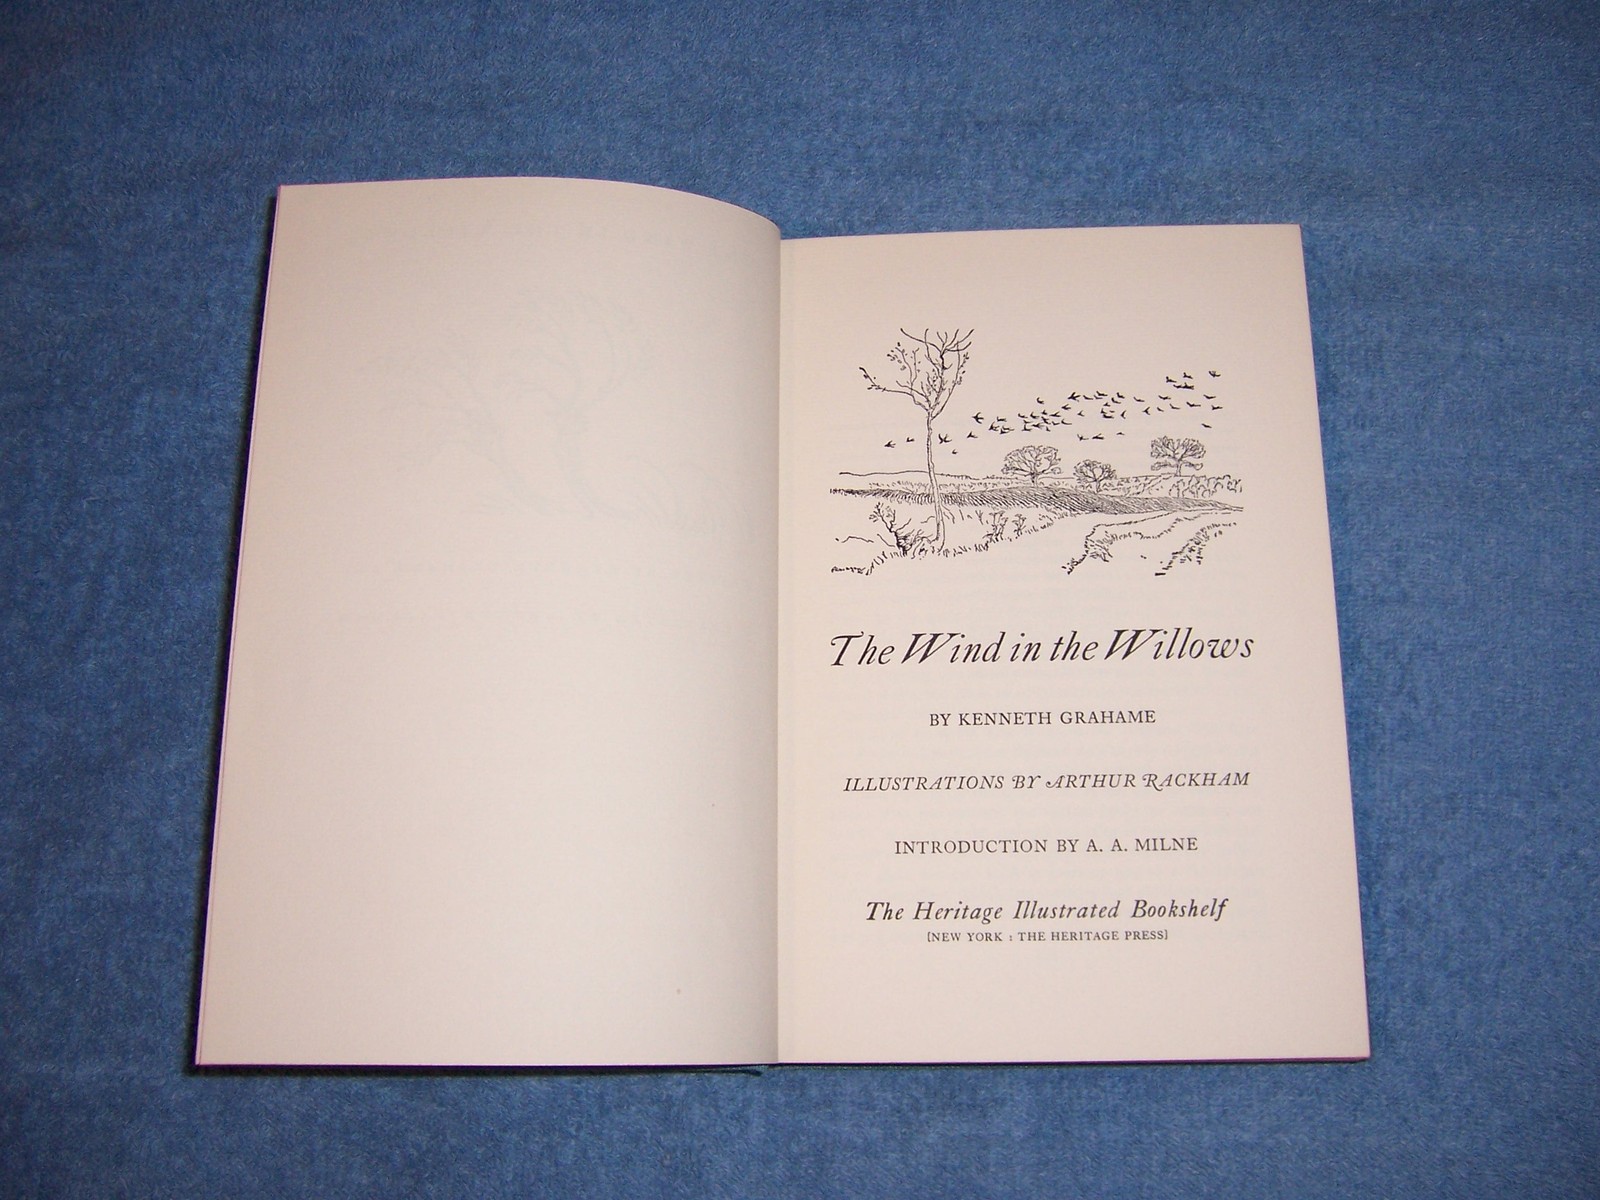 The Wind in the Willows
BY KENNETH GRAHAME
ILLUSTRATIONS BY ARTHUR RACKHAM
INTRODUCTION BY A. A. MILNE
The Heritage Illustrated Bookshelf
[NEW YORK : THE HERITAGE PRESS]